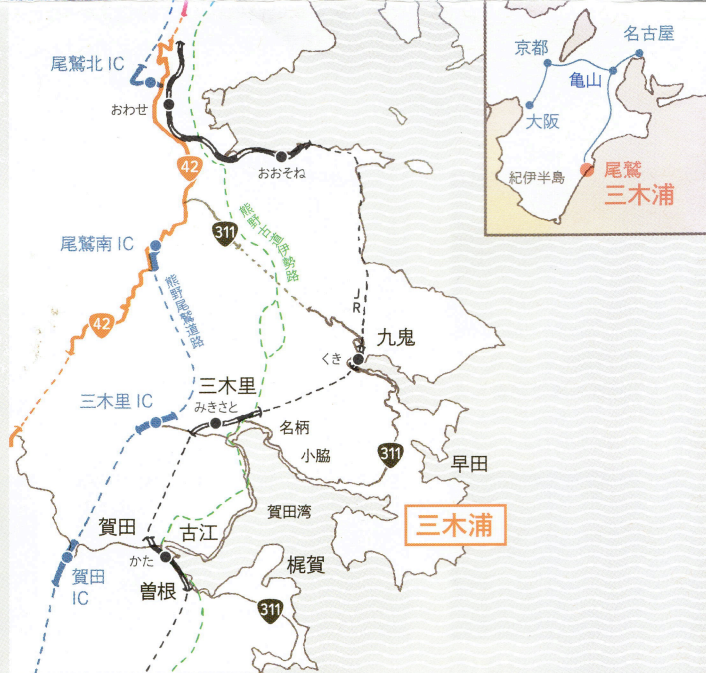 尾鷲北 IC
おわせ
42
おおそね
311
熊野古道伊勢路
尾鷲南 IC
熊野尾鷲道路
42
JR
九鬼
くき
三木里
みきさと
三木里 IC
名柄
小脇
311
早田
三木浦
賀田湾
賀田
古江
かた
賀田
IC
曽根
梶賀
311
名古屋
京都
亀山
大阪
紀伊半島
尾鷲
三木浦